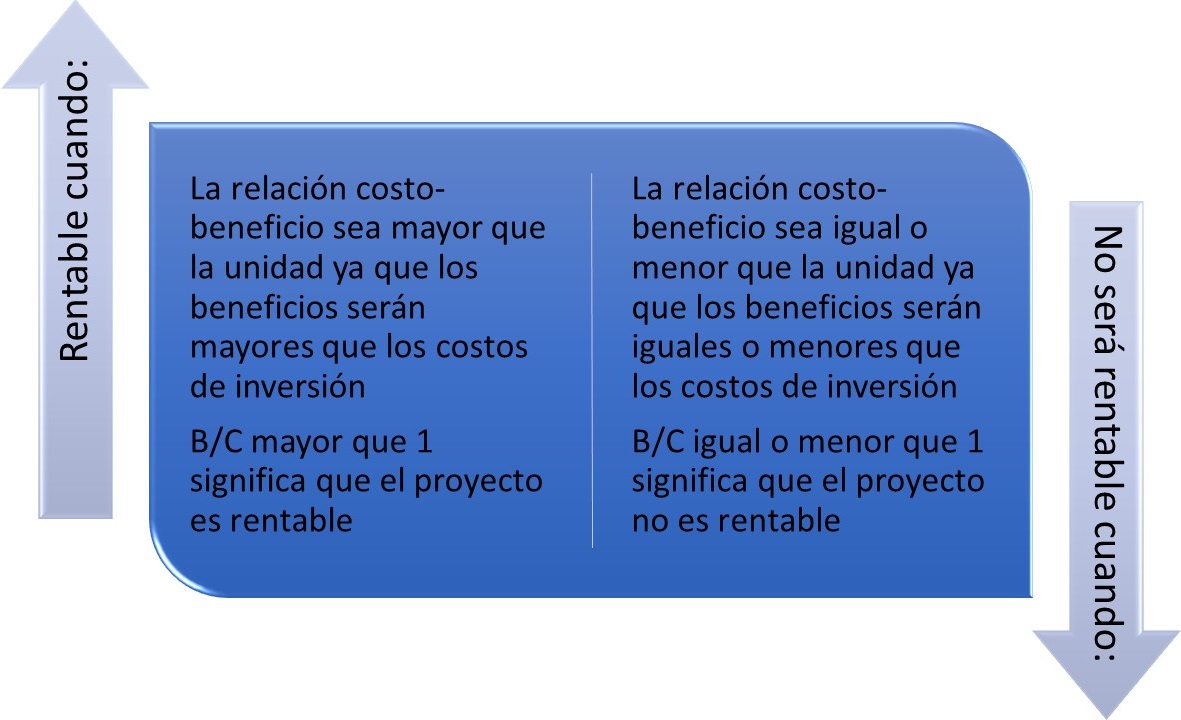 Rentable cuando:
La relación costo-
beneficio sea mayor que
la unidad ya que los
beneficios serán
mayores que los costos
de inversión
B/C mayor que 1
significa que el proyecto
es rentable
La relación costo-
beneficio sea igual o
menor que la unidad ya
que los beneficios serán
iguales o menores que
los costos de inversión
B/C igual o menor que 1
significa que el proyecto
no es rentable
No será rentable cuando: